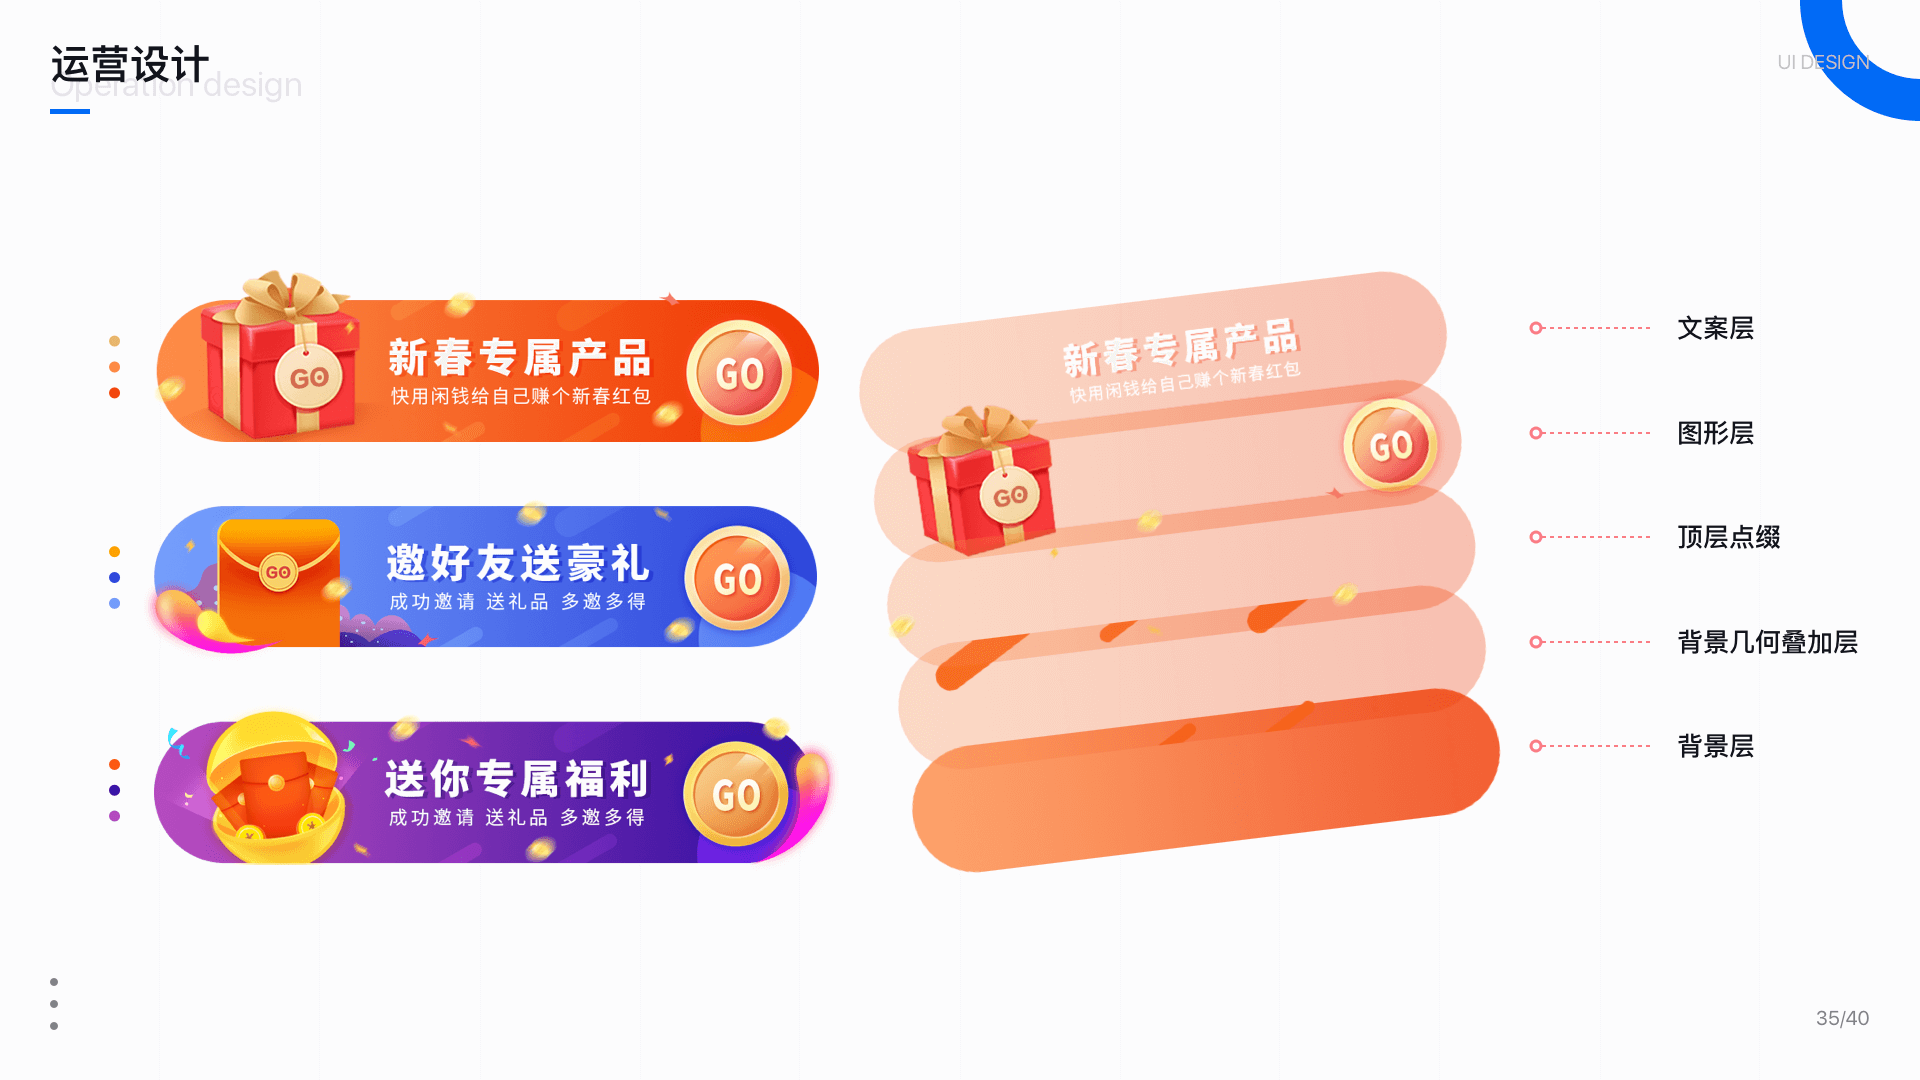 运营设计
Operation design
UI DESIGN
GO
新春专属产品
快用闲钱给自己赚个新春红包
GO
GO
邀好友送豪礼
成功邀请 送礼品 多邀多得
GO
送你专属福利
成功邀请 送礼品 多邀多得
GO
新春专属产品
快用闲钱给自己赚个新春红包
GO
GO
文案层
图形层
顶层点缀
背景几何叠加层
背景层
35/40